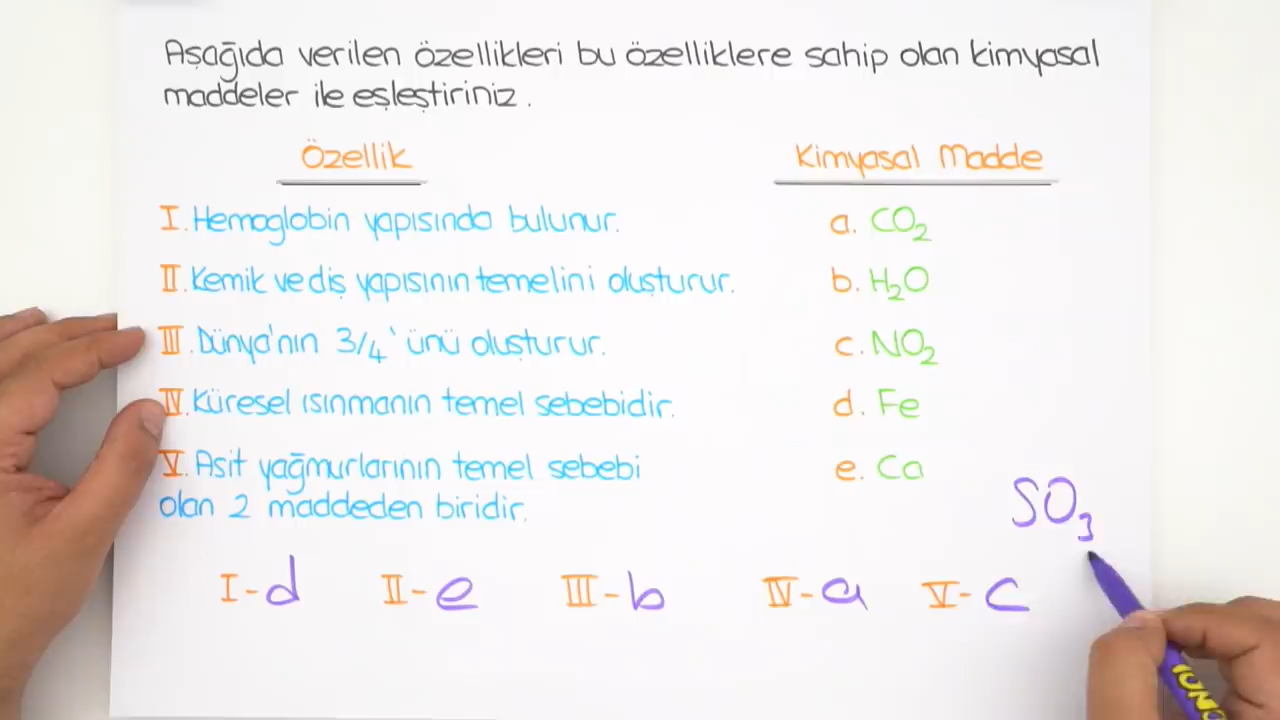 Aşağıda verilen özellikleri bu özelliklere sahip olan kimyasal
maddeler ile eşleştiriniz.
Özellik
Kimyasal Madde
I. Hemoglobin yapısında bulunur.
a. CO₂
II. Kemik ve diş yapısının temelini oluşturur.
b. H₂O
III. Dünya'nın 3/4'ünü oluşturur.
c. NO₂
IV. Küresel ısınmanın temel sebebidir.
d. Fe
V. Asit yağmurlarının temel sebebi
olan 2 maddeden biridir.
e. Ca
SO₃
I-d II-e III-b IV-a V-c